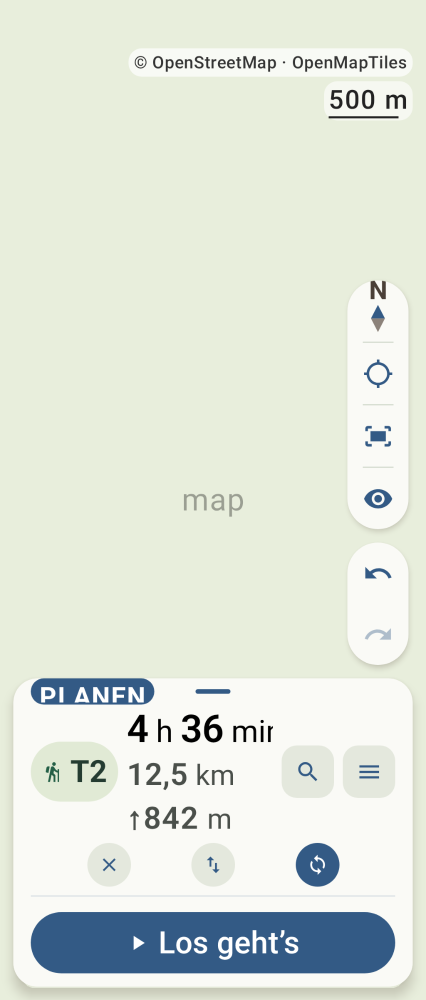 © OpenStreetMap · OpenMapTiles
500 m
N
map
PLANEN
4 h 36 min
T2
12,5 km
↑842 m
Los geht’s